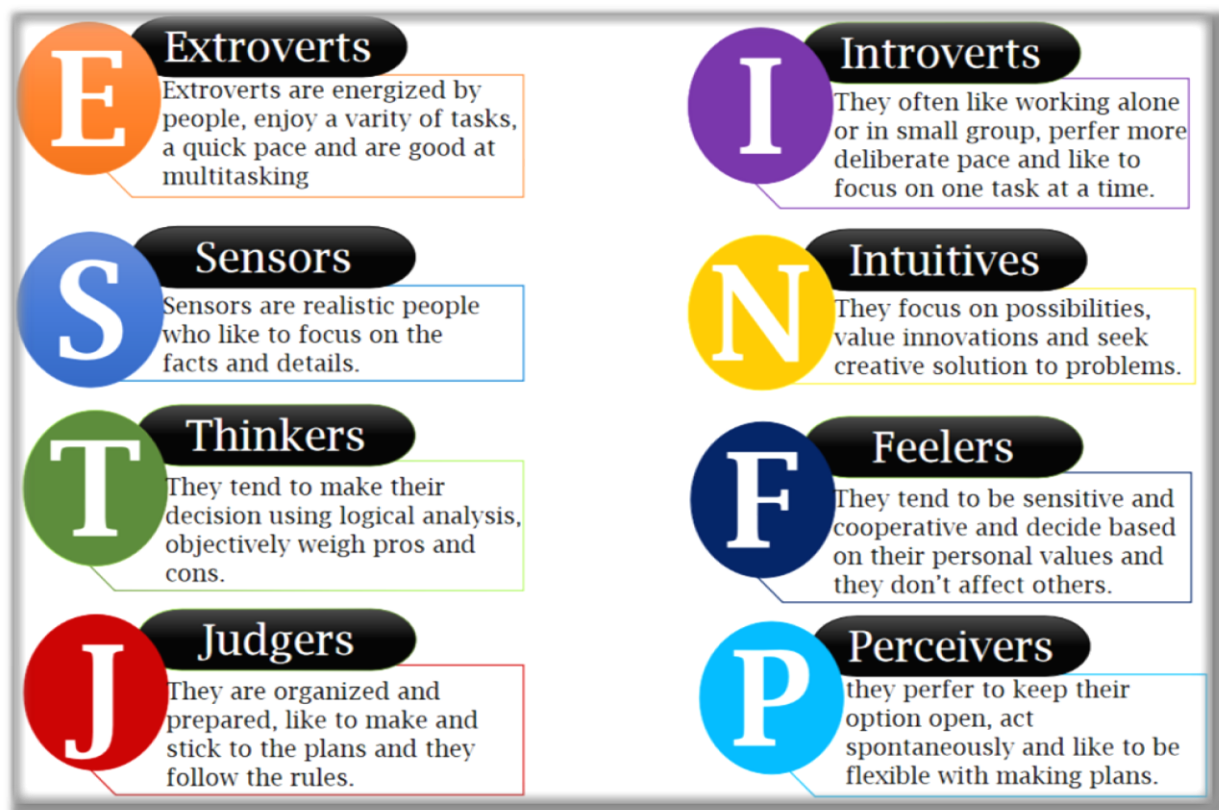 E
Extroverts
Extroverts are energized by
people, enjoy a varity of tasks,
a quick pace and are good at
multitasking
I
Introverts
They often like working alone
or in small group, perfer more
deliberate pace and like to
focus on one task at a time.
S
Sensors
Sensors are realistic people
who like to focus on the
facts and details.
N
Intuitives
They focus on possibilities,
value innovations and seek
creative solution to problems.
T
Thinkers
They tend to make their
decision using logical analysis,
objectively weigh pros and
cons.
F
Feelers
They tend to be sensitive and
cooperative and decide based
on their personal values and
they don’t affect others.
J
Judgers
They are organized and
prepared, like to make and
stick to the plans and they
follow the rules.
P
Perceivers
they perfer to keep their
option open, act
spontaneously and like to be
flexible with making plans.